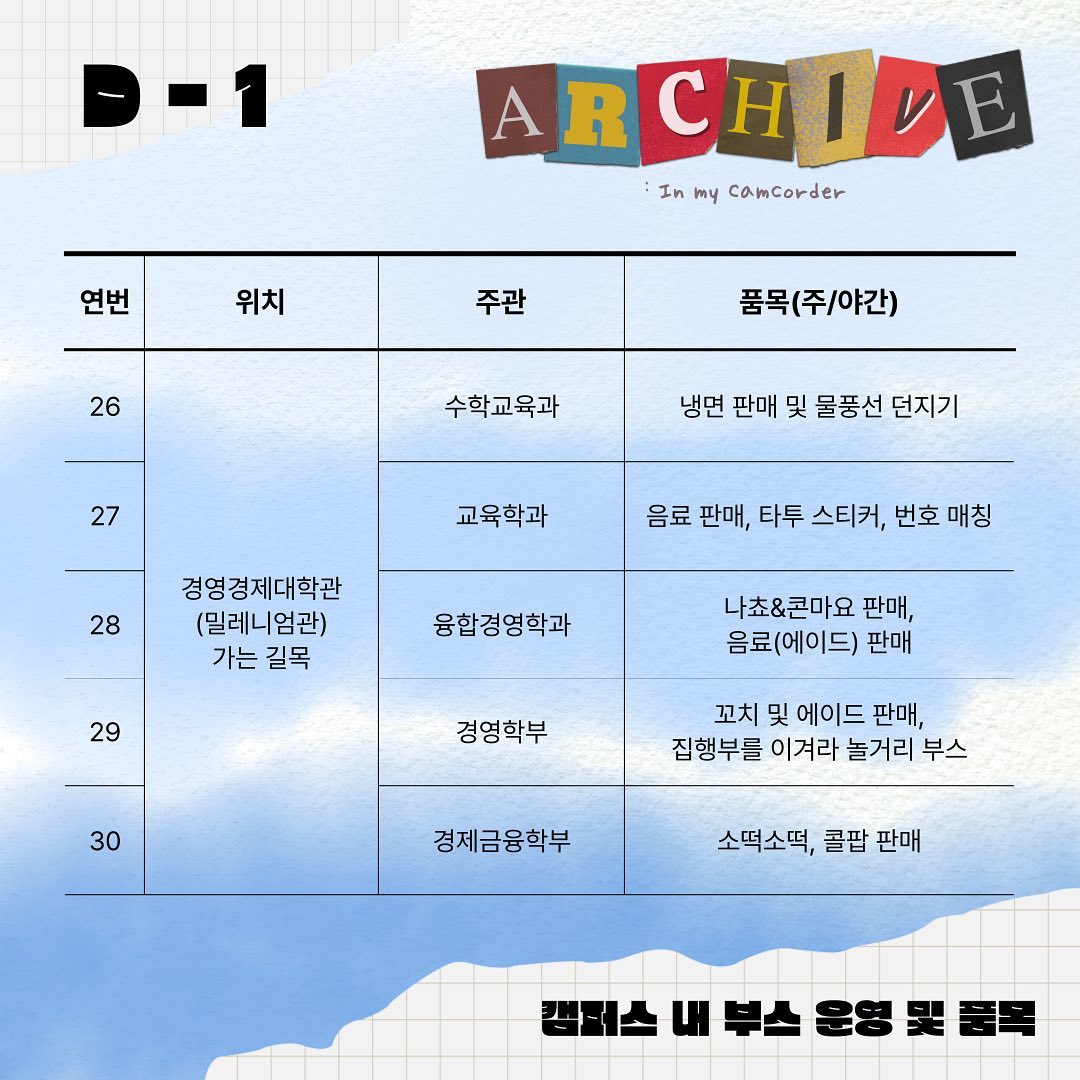 D-1
ARCHIVE
: In my camcorder
연번 위치 주관 품목(주/야간)
26 수학교육과 냉면 판매 및 물풍선 던지기
27 교육학과 음료 판매, 타투 스티커, 번호 매칭
경영경제대학관
(밀레니엄관)
가는 길목
28 융합경영학과 나쵸&콘마요 판매,
음료(에이드) 판매
29 경영학부 꼬치 및 에이드 판매,
집행부를 이겨라 놀거리 부스
30 경제금융학부 소떡소떡, 콜팝 판매
캠퍼스 내 부스 운영 및 품목